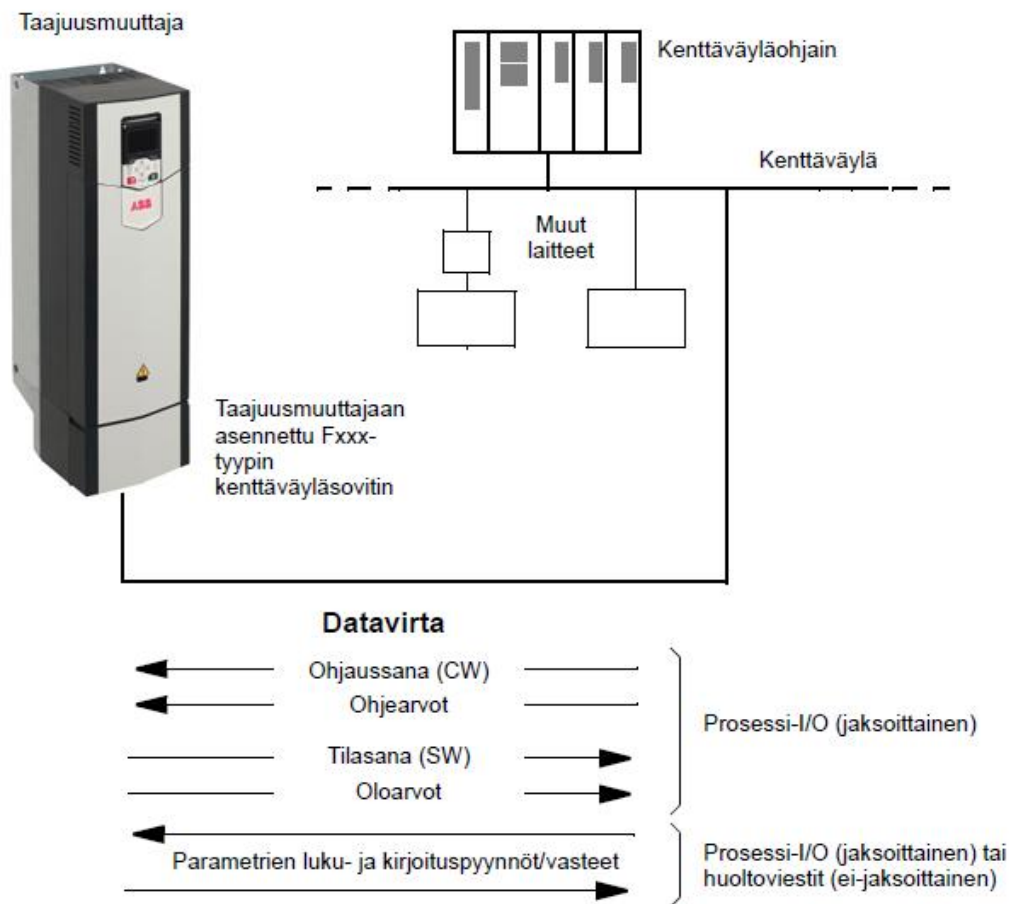 Taajuusmuuttaja
Kenttäväyläohjain
Kenttäväylä
Muut
laitteet
ABB
Taajuusmuuttajaan
asennettu Fxxx-
tyypin
kenttäväyläsovitin
Datavirta
Ohjaussana (CW)
Ohjearvot
Prosessi-I/O (jaksoittainen)
Tilasana (SW)
Oloarvot
Parametrien luku- ja kirjoituspyynnöt/vasteet
Prosessi-I/O (jaksoittainen) tai
huoltoviestit (ei-jaksoittainen)